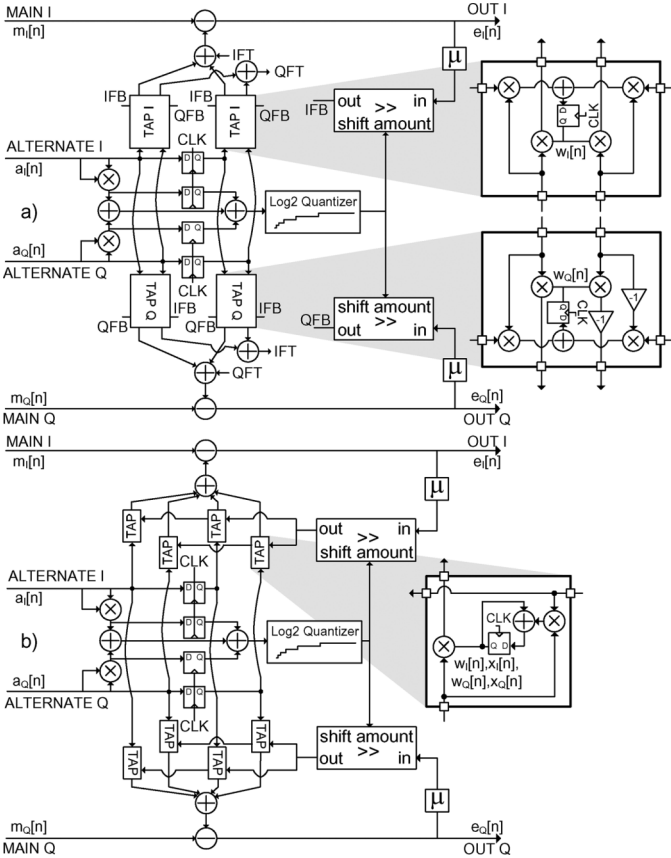 MAIN I
OUT I
mI[n]
eI[n]
IFT
QFT
μ
IFB
QFB
IFB
QFB
TAP I
TAP I
IFB
out >> in
shift amount
D
Q
CLK
wI[n]
ALTERNATE I
CLK
aI[n]
D Q
D Q
a)
Log2 Quantizer
D Q
aQ[n]
D Q
ALTERNATE Q
CLK
TAP Q
TAP Q
IFB
IFB
QFB
QFB
QFB
shift amount
out >> in
wQ[n]
Q
D
CLK
-1
-1
IFT
QFT
μ
mQ[n]
eQ[n]
MAIN Q
OUT Q
MAIN I
OUT I
mI[n]
eI[n]
μ
TAP
TAP
TAP
TAP
out >> in
shift amount
ALTERNATE I
CLK
aI[n]
D Q
D Q
b)
Log2 Quantizer
D Q
aQ[n]
D Q
ALTERNATE Q
CLK
CLK
Q D
wI[n],xI[n],
wQ[n],xQ[n]
TAP
TAP
TAP
TAP
shift amount
out >> in
μ
mQ[n]
eQ[n]
MAIN Q
OUT Q